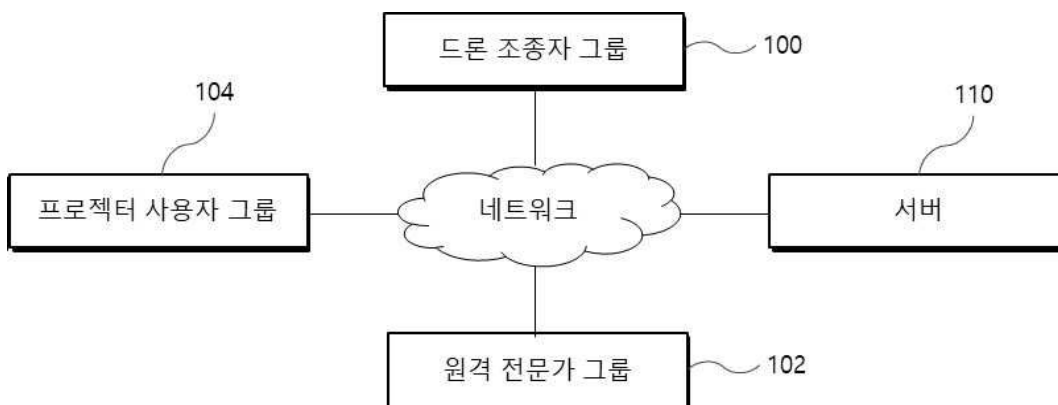 드론 조종자 그룹
100
104
110
프로젝터 사용자 그룹
네트워크
서버
원격 전문가 그룹
102